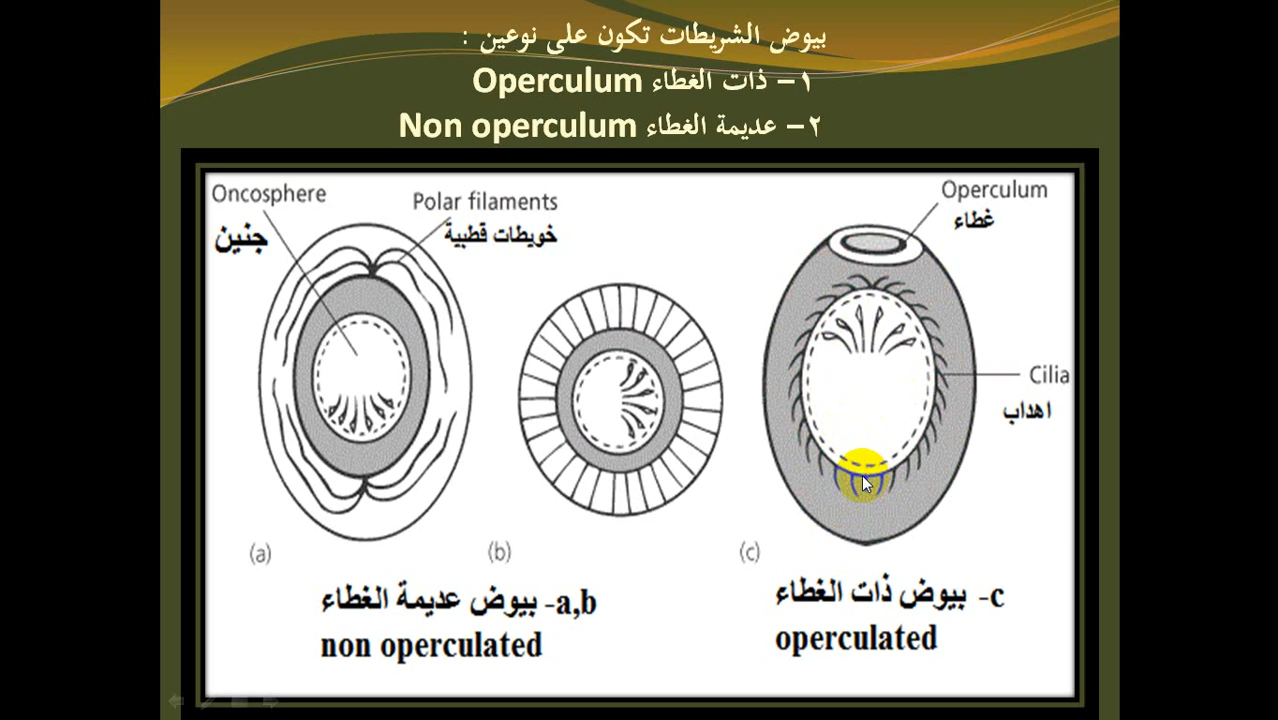 بيوض الشريطات تكون على نوعين :
١– ذات الغطاء Operculum
٢– عديمة الغطاء Non operculum
Oncosphere
جنين
Polar filaments
خويطات قطبية
Operculum
غطاء
Cilia
اهداب
(a)
(b)
(c)
a,b- بيوض عديمة الغطاء
non operculated
c- بيوض ذات الغطاء
operculated